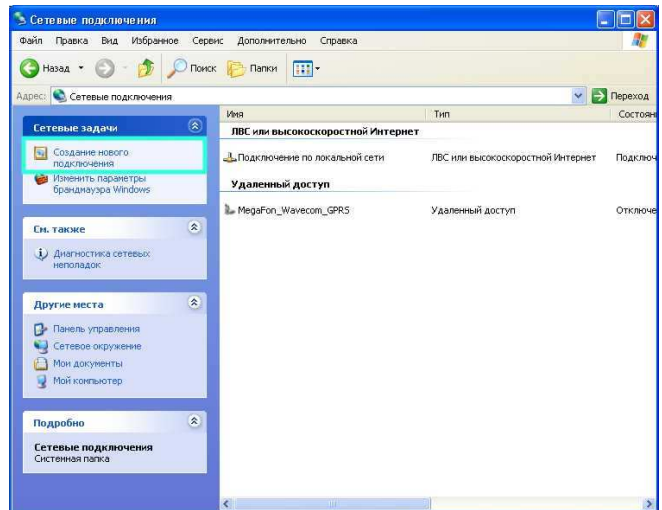 Сетевые подключения
Файл Правка Вид Избранное Сервис Дополнительно Справка
Назад Поиск Папки
Адрес: Сетевые подключения Переход
Имя Тип Состоян
Сетевые задачи
Создание нового
подключения
Изменить параметры
брандмауэра Windows
См. также
Диагностика сетевых
неполадок
Другие места
Панель управления
Сетевое окружение
Мои документы
Мой компьютер
Подробно
Сетевые подключения
Системная папка
ЛВС или высокоскоростной Интернет
Подключение по локальной сети ЛВС или высокоскоростной Интернет Подключ
Удаленный доступ
MegaFon_Wavecom_GPRS Удаленный доступ Отключе